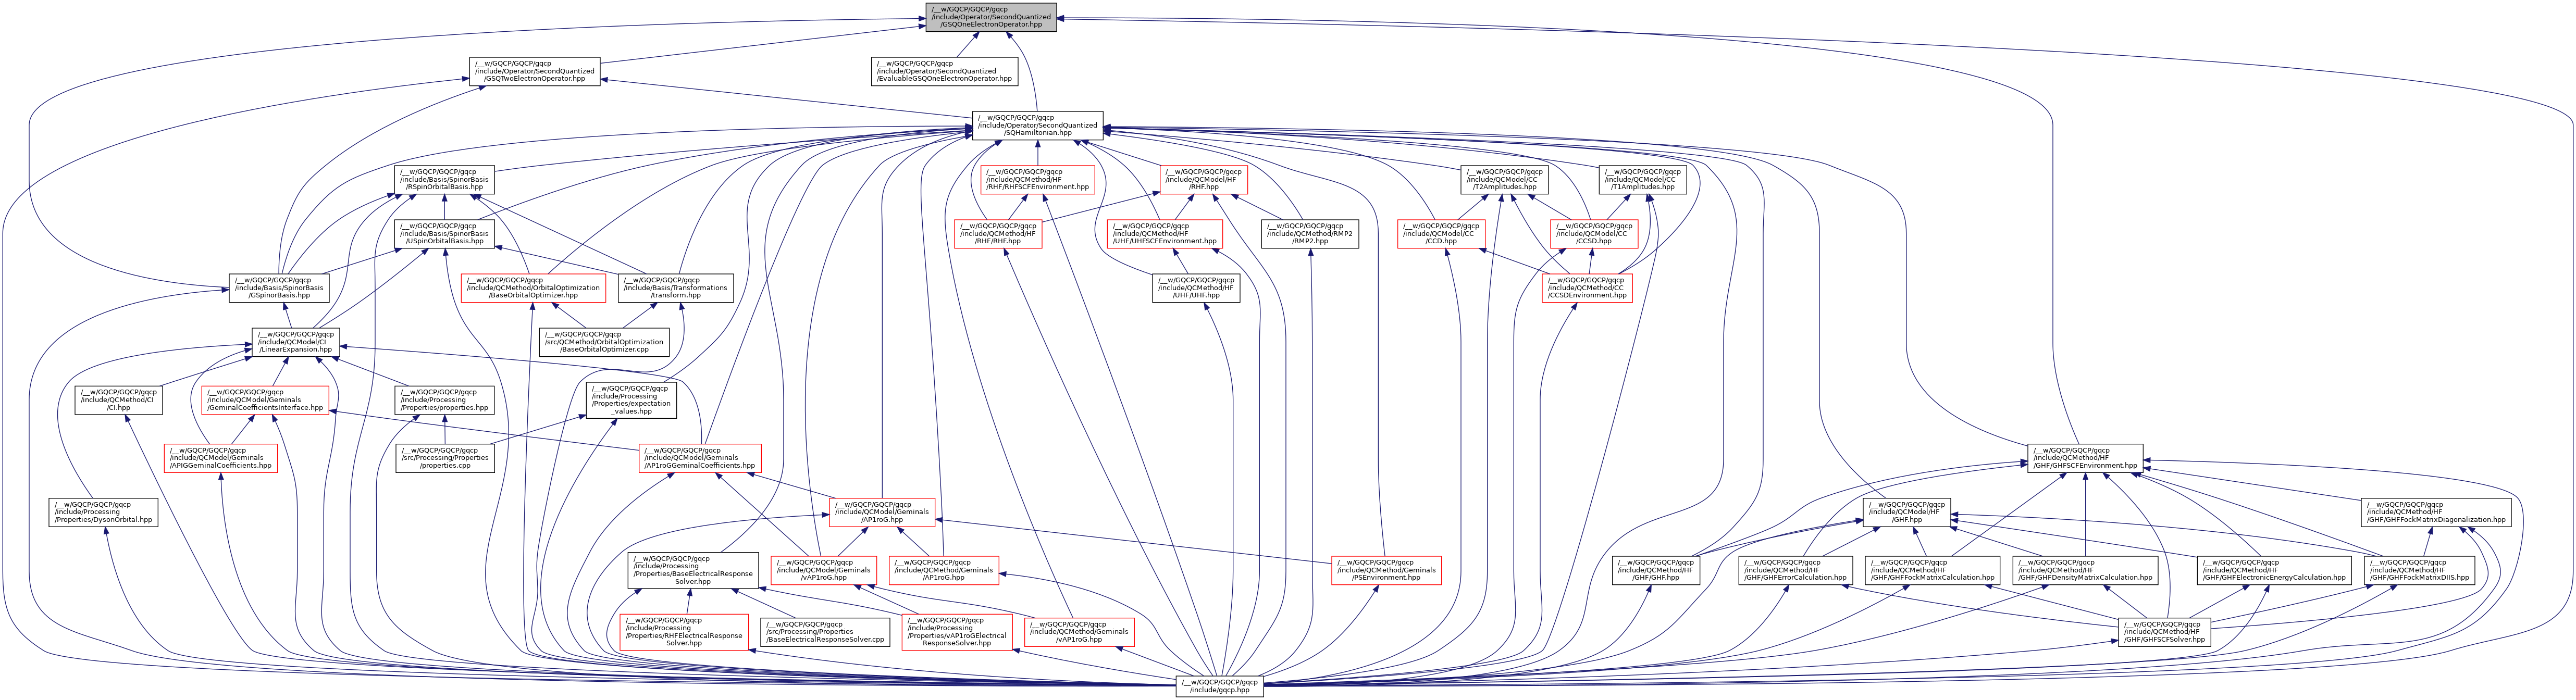 /__w/GQCP/GQCP/gqcp
/include/Operator/SecondQuantized
/GSQOneElectronOperator.hpp
/__w/GQCP/GQCP/gqcp
/include/Operator/SecondQuantized
/GSQTwoElectronOperator.hpp
/__w/GQCP/GQCP/gqcp
/include/Operator/SecondQuantized
/EvaluableGSQOneElectronOperator.hpp
/__w/GQCP/GQCP/gqcp
/include/Operator/SecondQuantized
/SQHamiltonian.hpp
/__w/GQCP/GQCP/gqcp
/include/Basis/SpinorBasis
/RSpinOrbitalBasis.hpp
/__w/GQCP/GQCP/gqcp
/include/QCMethod/HF
/RHF/RHFSCFEnvironment.hpp
/__w/GQCP/GQCP/gqcp
/include/QCModel/HF
/RHF.hpp
/__w/GQCP/GQCP/gqcp
/include/QCModel/CC
/T2Amplitudes.hpp
/__w/GQCP/GQCP/gqcp
/include/QCModel/CC
/T1Amplitudes.hpp
/__w/GQCP/GQCP/gqcp
/include/Basis/SpinorBasis
/USpinOrbitalBasis.hpp
/__w/GQCP/GQCP/gqcp
/include/QCMethod/HF
/RHF/RHF.hpp
/__w/GQCP/GQCP/gqcp
/include/QCMethod/HF
/UHF/UHFSCFEnvironment.hpp
/__w/GQCP/GQCP/gqcp
/include/QCMethod/RMP2
/RMP2.hpp
/__w/GQCP/GQCP/gqcp
/include/QCModel/CC
/CCD.hpp
/__w/GQCP/GQCP/gqcp
/include/QCModel/CC
/CCSD.hpp
/__w/GQCP/GQCP/gqcp
/include/Basis/SpinorBasis
/GSpinorBasis.hpp
/__w/GQCP/GQCP/gqcp
/include/QCMethod/OrbitalOptimization
/BaseOrbitalOptimizer.hpp
/__w/GQCP/GQCP/gqcp
/include/Basis/Transformations
/transform.hpp
/__w/GQCP/GQCP/gqcp
/include/QCMethod/HF
/UHF/UHF.hpp
/__w/GQCP/GQCP/gqcp
/include/QCMethod/CC
/CCSDEnvironment.hpp
/__w/GQCP/GQCP/gqcp
/include/QCModel/CI
/LinearExpansion.hpp
/__w/GQCP/GQCP/gqcp
/src/QCMethod/OrbitalOptimization
/BaseOrbitalOptimizer.cpp
/__w/GQCP/GQCP/gqcp
/include/QCMethod/CI
/CI.hpp
/__w/GQCP/GQCP/gqcp
/include/QCModel/Geminals
/GeminalCoefficientsInterface.hpp
/__w/GQCP/GQCP/gqcp
/include/Processing
/Properties/properties.hpp
/__w/GQCP/GQCP/gqcp
/include/Processing
/Properties/expectation
_values.hpp
/__w/GQCP/GQCP/gqcp
/include/QCModel/Geminals
/APIGGeminalCoefficients.hpp
/__w/GQCP/GQCP/gqcp
/src/Processing/Properties
/properties.cpp
/__w/GQCP/GQCP/gqcp
/include/QCModel/Geminals
/AP1roGGeminalCoefficients.hpp
/__w/GQCP/GQCP/gqcp
/include/QCMethod/HF
/GHF/GHFSCFEnvironment.hpp
/__w/GQCP/GQCP/gqcp
/include/Processing
/Properties/DysonOrbital.hpp
/__w/GQCP/GQCP/gqcp
/include/QCModel/Geminals
/AP1roG.hpp
/__w/GQCP/GQCP/gqcp
/include/QCModel/HF
/GHF.hpp
/__w/GQCP/GQCP/gqcp
/include/QCMethod/HF
/GHF/GHFFockMatrixDiagonalization.hpp
/__w/GQCP/GQCP/gqcp
/include/Processing
/Properties/BaseElectricalResponse
Solver.hpp
/__w/GQCP/GQCP/gqcp
/include/QCModel/Geminals
/vAP1roG.hpp
/__w/GQCP/GQCP/gqcp
/include/QCMethod/Geminals
/AP1roG.hpp
/__w/GQCP/GQCP/gqcp
/include/QCMethod/Geminals
/PSEnvironment.hpp
/__w/GQCP/GQCP/gqcp
/include/QCMethod/HF
/GHF/GHF.hpp
/__w/GQCP/GQCP/gqcp
/include/QCMethod/HF
/GHF/GHFErrorCalculation.hpp
/__w/GQCP/GQCP/gqcp
/include/QCMethod/HF
/GHF/GHFFockMatrixCalculation.hpp
/__w/GQCP/GQCP/gqcp
/include/QCMethod/HF
/GHF/GHFDensityMatrixCalculation.hpp
/__w/GQCP/GQCP/gqcp
/include/QCMethod/HF
/GHF/GHFElectronicEnergyCalculation.hpp
/__w/GQCP/GQCP/gqcp
/include/QCMethod/HF
/GHF/GHFFockMatrixDIIS.hpp
/__w/GQCP/GQCP/gqcp
/include/Processing
/Properties/RHFElectricalResponse
Solver.hpp
/__w/GQCP/GQCP/gqcp
/src/Processing/Properties
/BaseElectricalResponseSolver.cpp
/__w/GQCP/GQCP/gqcp
/include/Processing
/Properties/vAP1roGElectrical
ResponseSolver.hpp
/__w/GQCP/GQCP/gqcp
/include/QCMethod/Geminals
/vAP1roG.hpp
/__w/GQCP/GQCP/gqcp
/include/QCMethod/HF
/GHF/GHFSCFSolver.hpp
/__w/GQCP/GQCP/gqcp
/include/gqcp.hpp